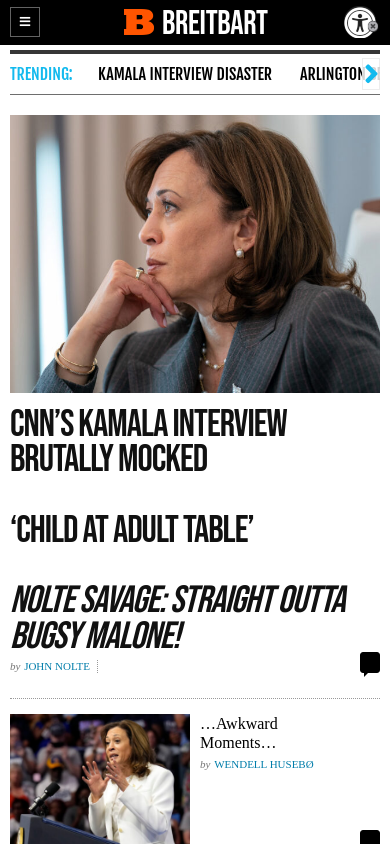 B BREITBART
TRENDING: KAMALA INTERVIEW DISASTER ARLINGTON
CNN’S KAMALA INTERVIEW
BRUTALLY MOCKED
‘CHILD AT ADULT TABLE’
NOLTE SAVAGE: STRAIGHT OUTTA
BUGSY MALONE!
by JOHN NOLTE
…Awkward
Moments…
by WENDELL HUSEBØ